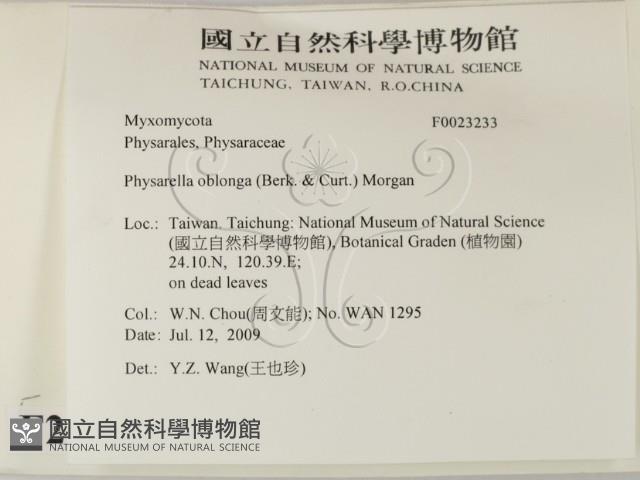 國立自然科學博物館
NATIONAL MUSEUM OF NATURAL SCIENCE
TAICHUNG, TAIWAN, R.O.CHINA
Myxomycota F0023233
Physarales, Physaraceae
Physarella oblonga (Berk. & Curt.) Morgan
Loc.: Taiwan. Taichung: National Museum of Natural Science
(國立自然科學博物館), Botanical Graden (植物園)
24.10.N, 120.39.E;
on dead leaves
Col.: W.N. Chou(周文能); No. WAN 1295
Date: Jul. 12, 2009
Det.: Y.Z. Wang(王也珍)
國立自然科學博物館
NATIONAL MUSEUM OF NATURAL SCIENCE